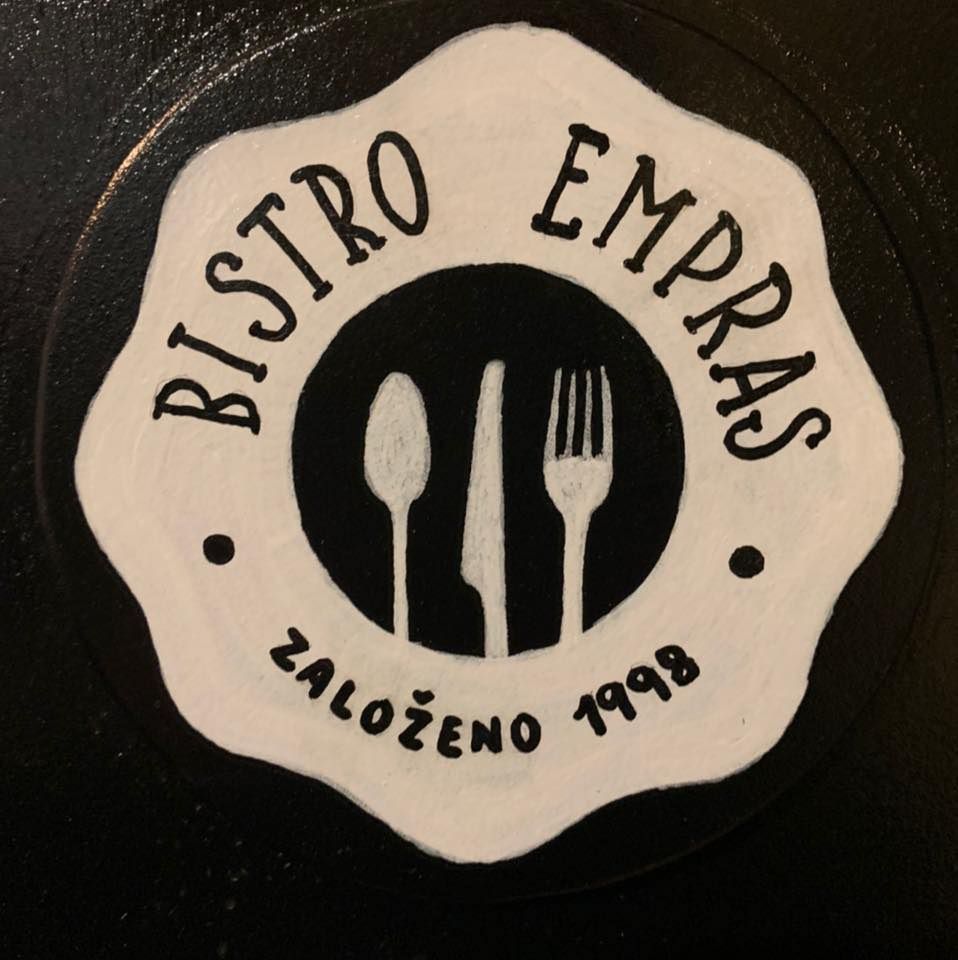 BISTRO EMPRAS
ZALOŽENO 1998